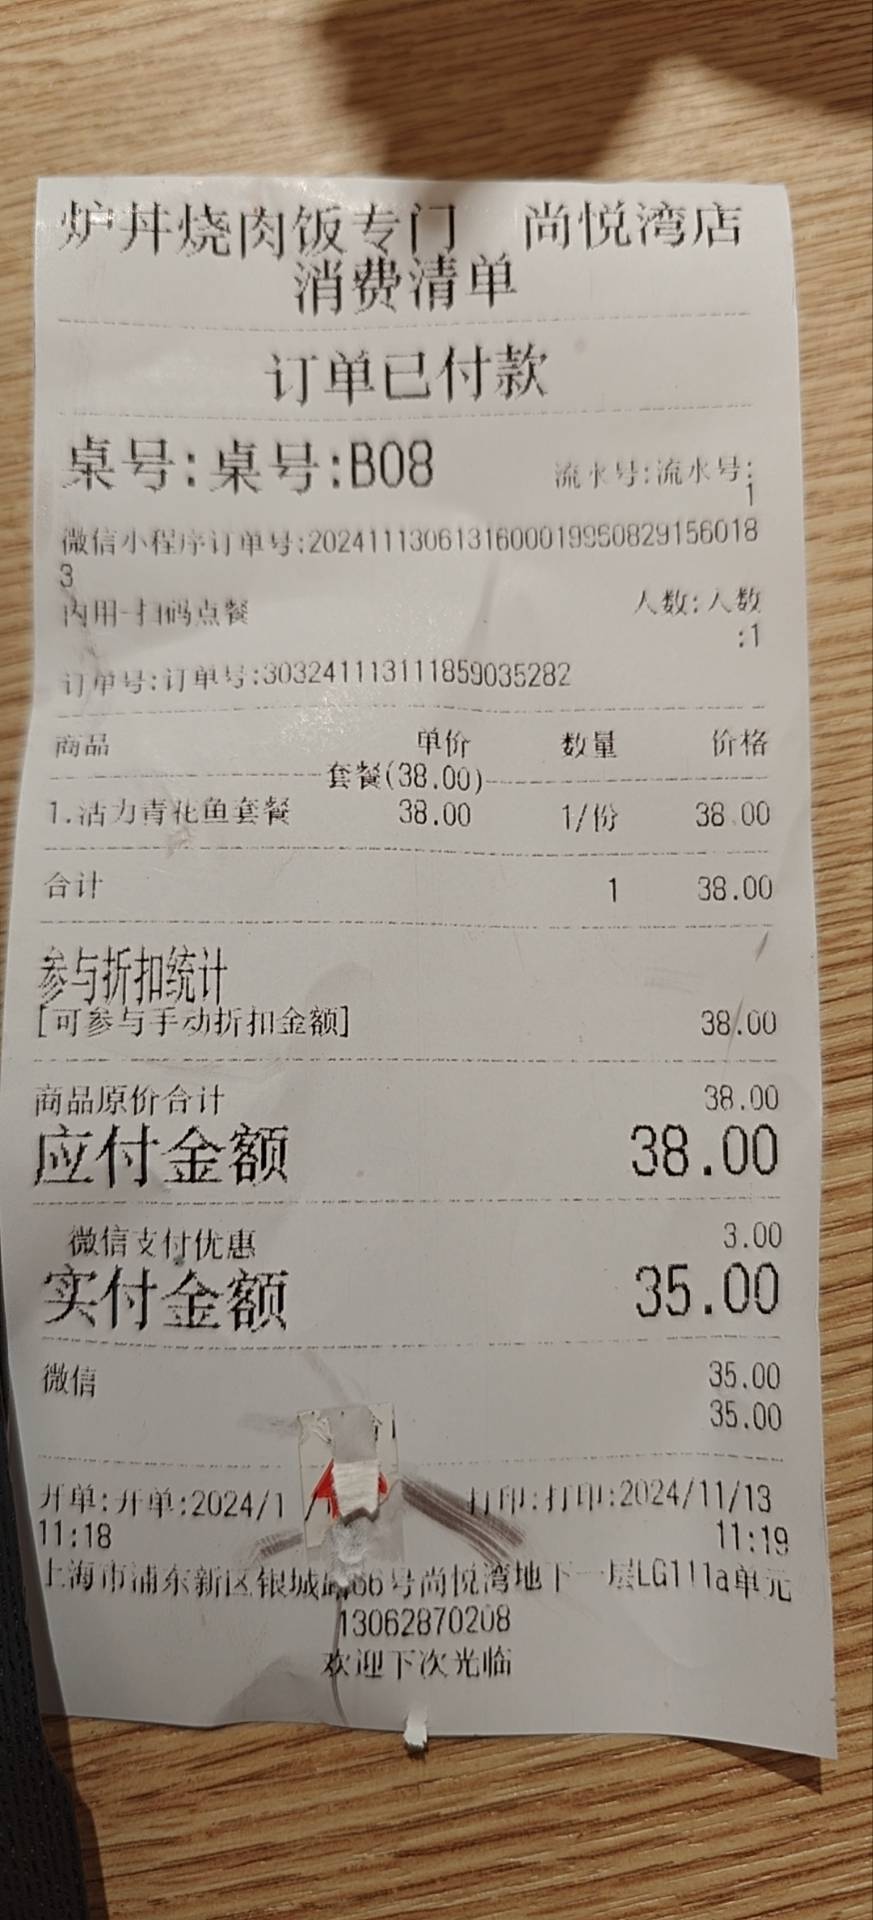 炉丼烧肉饭专门 尚悦湾店
消费清单
订单已付款
桌号:桌号:B08 流水号:流水号:
1
微信小程序订单号:2024111306131600019960829156018
3
内用-扫码点餐 人数:人数
:1
订单号:订单号:3032411131111859035282
商品 单价 数量 价格
套餐(38.00)
1.活力青花鱼套餐 38.00 1/份 38.00
合计 1 38.00
参与折扣统计
[可参与手动折扣金额] 38.00
商品原价合计 38.00
应付金额 38.00
微信支付优惠 3.00
实付金额 35.00
微信 35.00
35.00
开单:开单:2024/1 打印:打印:2024/11/13
11:18 11:19
上海市浦东新区银城路66号尚悦湾地下一层LG111a单元
13062870208
欢迎下次光临